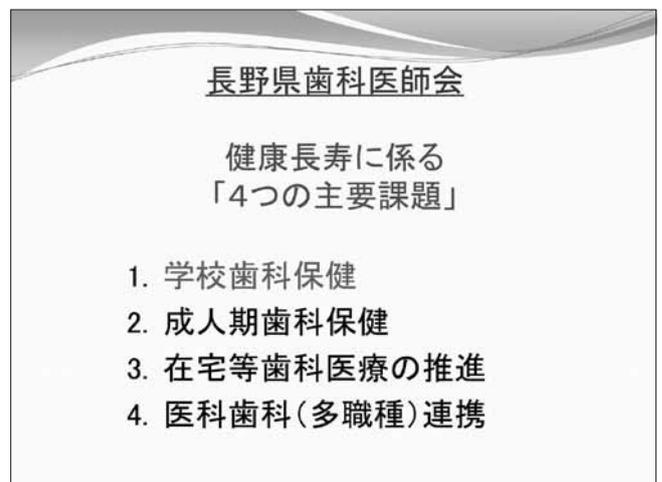 長野県歯科医師会
健康長寿に係る
「4つの主要課題」
1. 学校歯科保健
2. 成人期歯科保健
3. 在宅等歯科医療の推進
4. 医科歯科(多職種)連携